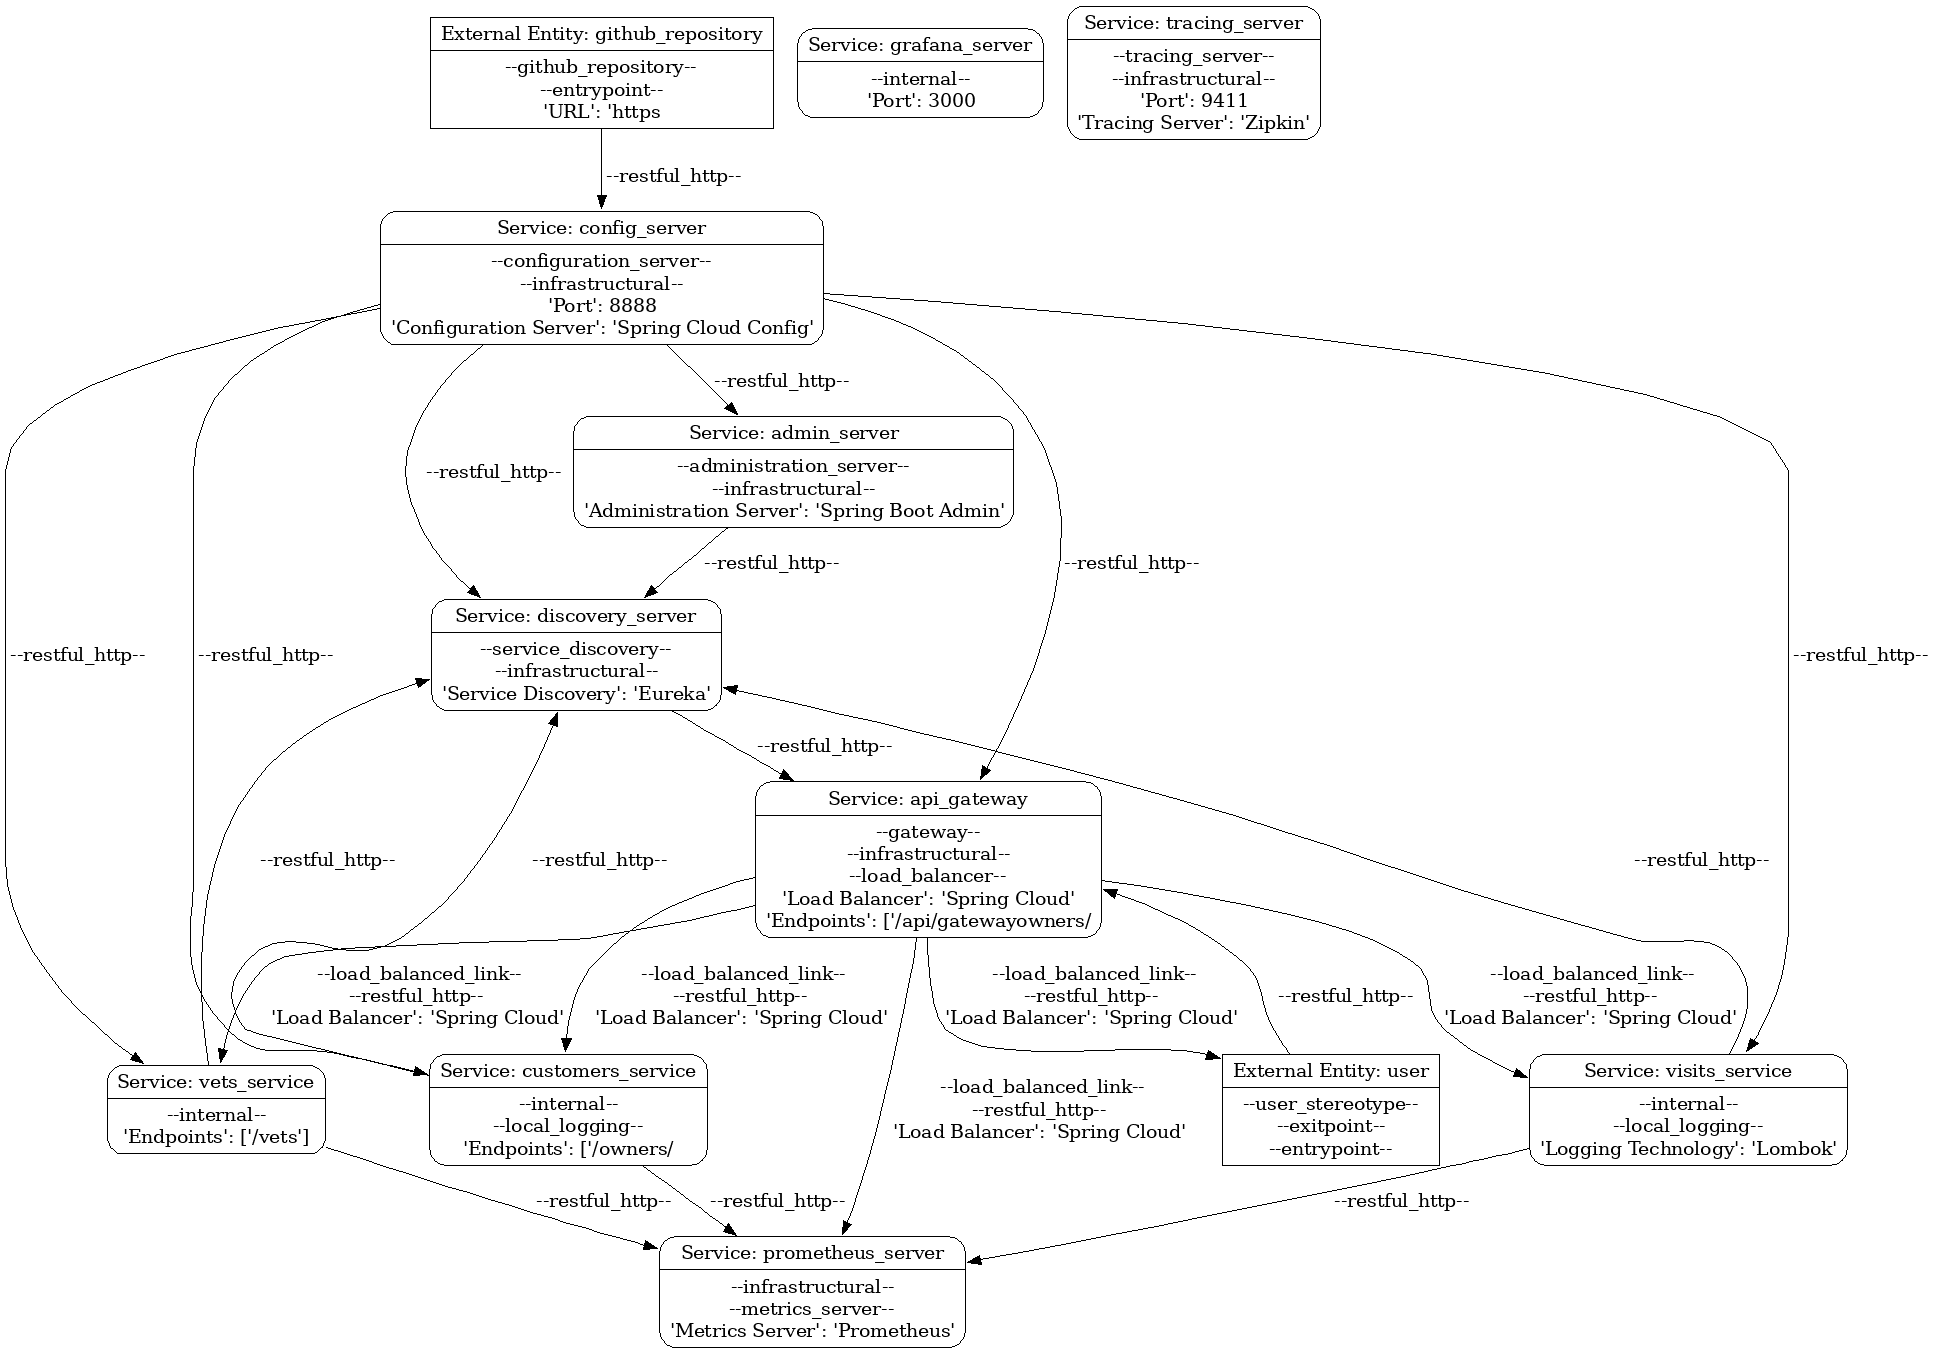 External Entity: github_repository
--github_repository--
--entrypoint--
'URL': 'https
Service: grafana_server
--internal--
'Port': 3000
Service: tracing_server
--tracing_server--
--infrastructural--
'Port': 9411
'Tracing Server': 'Zipkin'
--restful_http--
Service: config_server
--configuration_server--
--infrastructural--
'Port': 8888
'Configuration Server': 'Spring Cloud Config'
--restful_http--
Service: admin_server
--administration_server--
--infrastructural--
'Administration Server': 'Spring Boot Admin'
--restful_http--
--restful_http--
--restful_http--
Service: discovery_server
--service_discovery--
--infrastructural--
'Service Discovery': 'Eureka'
--restful_http--
--restful_http--
--restful_http--
--restful_http--
Service: api_gateway
--gateway--
--infrastructural--
--load_balancer--
'Load Balancer': 'Spring Cloud'
'Endpoints': ['/api/gatewayowners/
--restful_http--
--restful_http--
--restful_http--
--load_balanced_link--
--restful_http--
'Load Balancer': 'Spring Cloud'
--load_balanced_link--
--restful_http--
'Load Balancer': 'Spring Cloud'
--load_balanced_link--
--restful_http--
'Load Balancer': 'Spring Cloud'
--restful_http--
--load_balanced_link--
--restful_http--
'Load Balancer': 'Spring Cloud'
Service: vets_service
--internal--
'Endpoints': ['/vets']
Service: customers_service
--internal--
--local_logging--
'Endpoints': ['/owners/
--load_balanced_link--
--restful_http--
'Load Balancer': 'Spring Cloud'
External Entity: user
--user_stereotype--
--exitpoint--
--entrypoint--
Service: visits_service
--internal--
--local_logging--
'Logging Technology': 'Lombok'
--restful_http--
--restful_http--
--restful_http--
Service: prometheus_server
--infrastructural--
--metrics_server--
'Metrics Server': 'Prometheus'